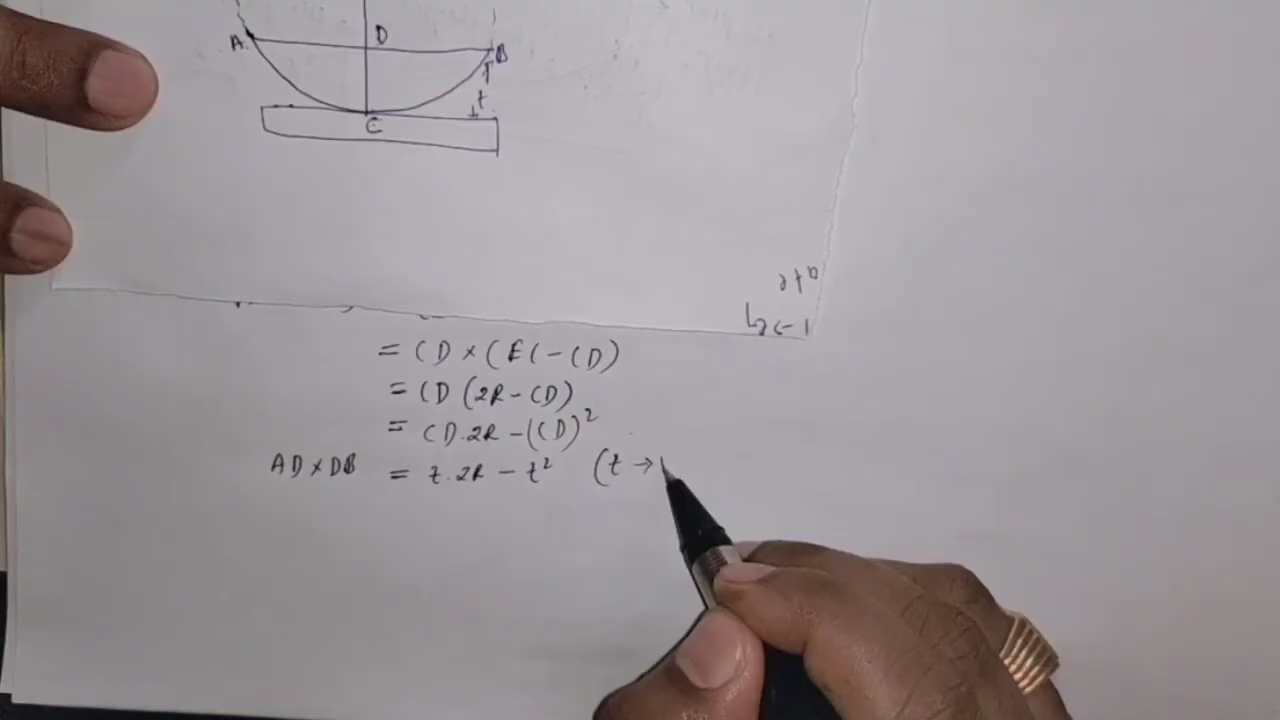 A
D
B
t
C
= CD × (EC - CD)
= CD (2R - CD)
= CD.2R - (CD)²
AD × DB = t.2R - t² (t →